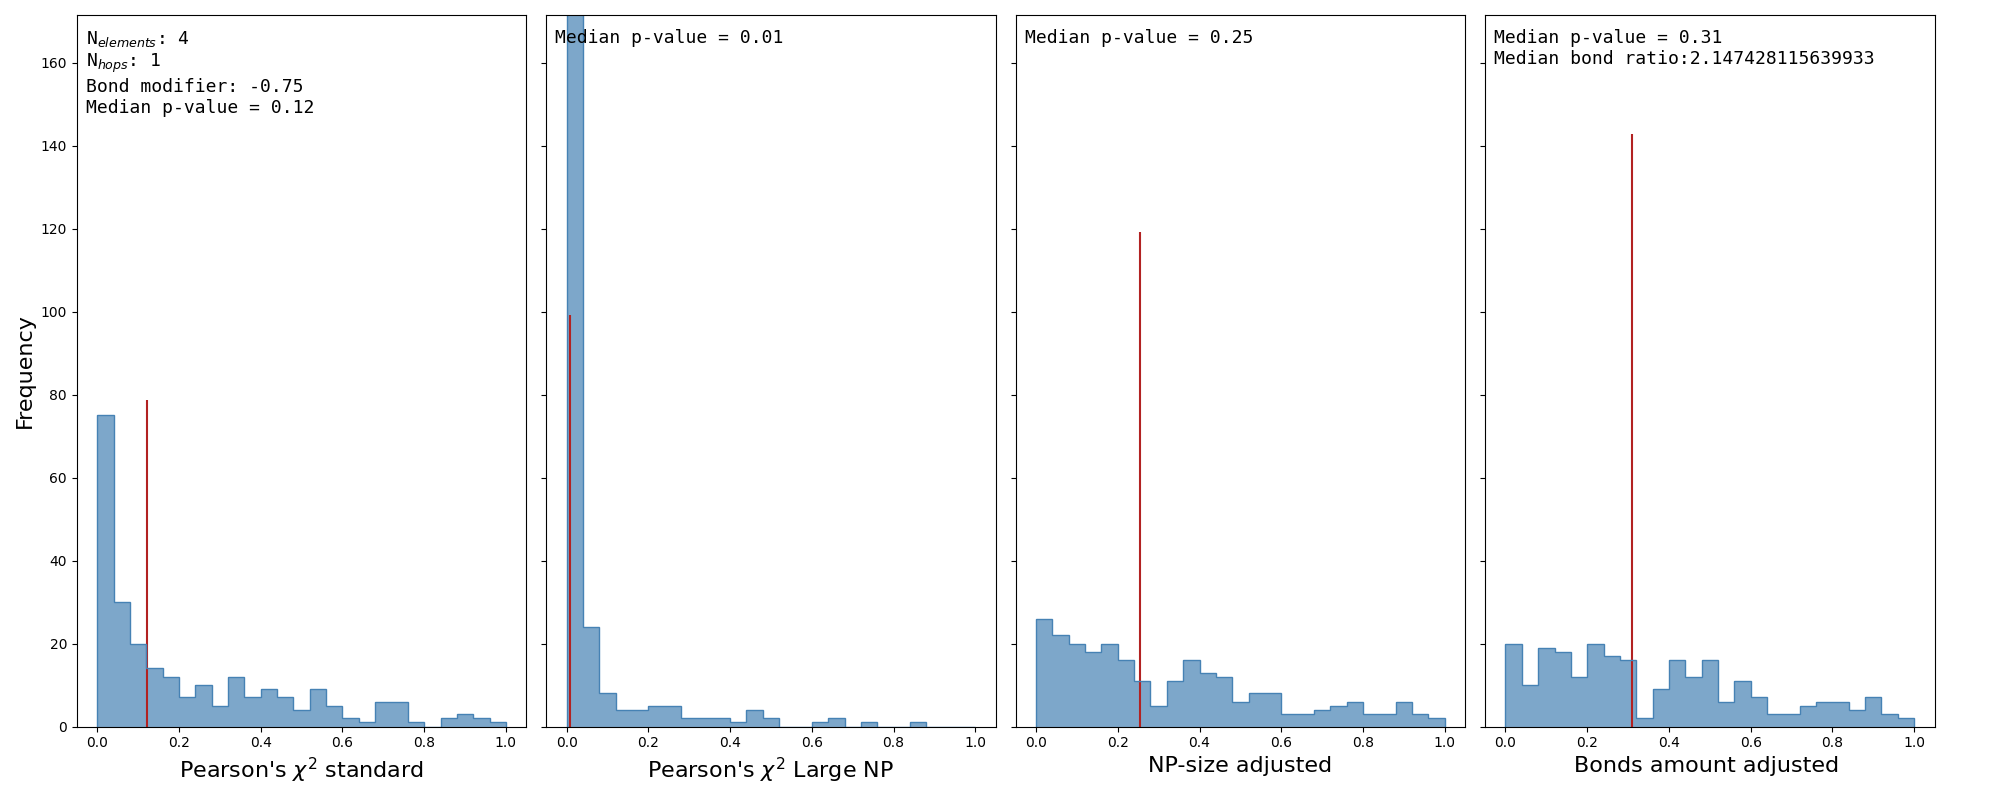 N_elements: 4
N_hops: 1
Bond modifier: -0.75
Median p-value = 0.12
Median p-value = 0.01
Median p-value = 0.25
Median p-value = 0.31
Median bond ratio:2.147428115639933
Frequency
160
140
120
100
80
60
40
20
0
0.0 0.2 0.4 0.6 0.8 1.0
0.0 0.2 0.4 0.6 0.8 1.0
0.0 0.2 0.4 0.6 0.8 1.0
0.0 0.2 0.4 0.6 0.8 1.0
Pearson's χ² standard
Pearson's χ² Large NP
NP-size adjusted
Bonds amount adjusted